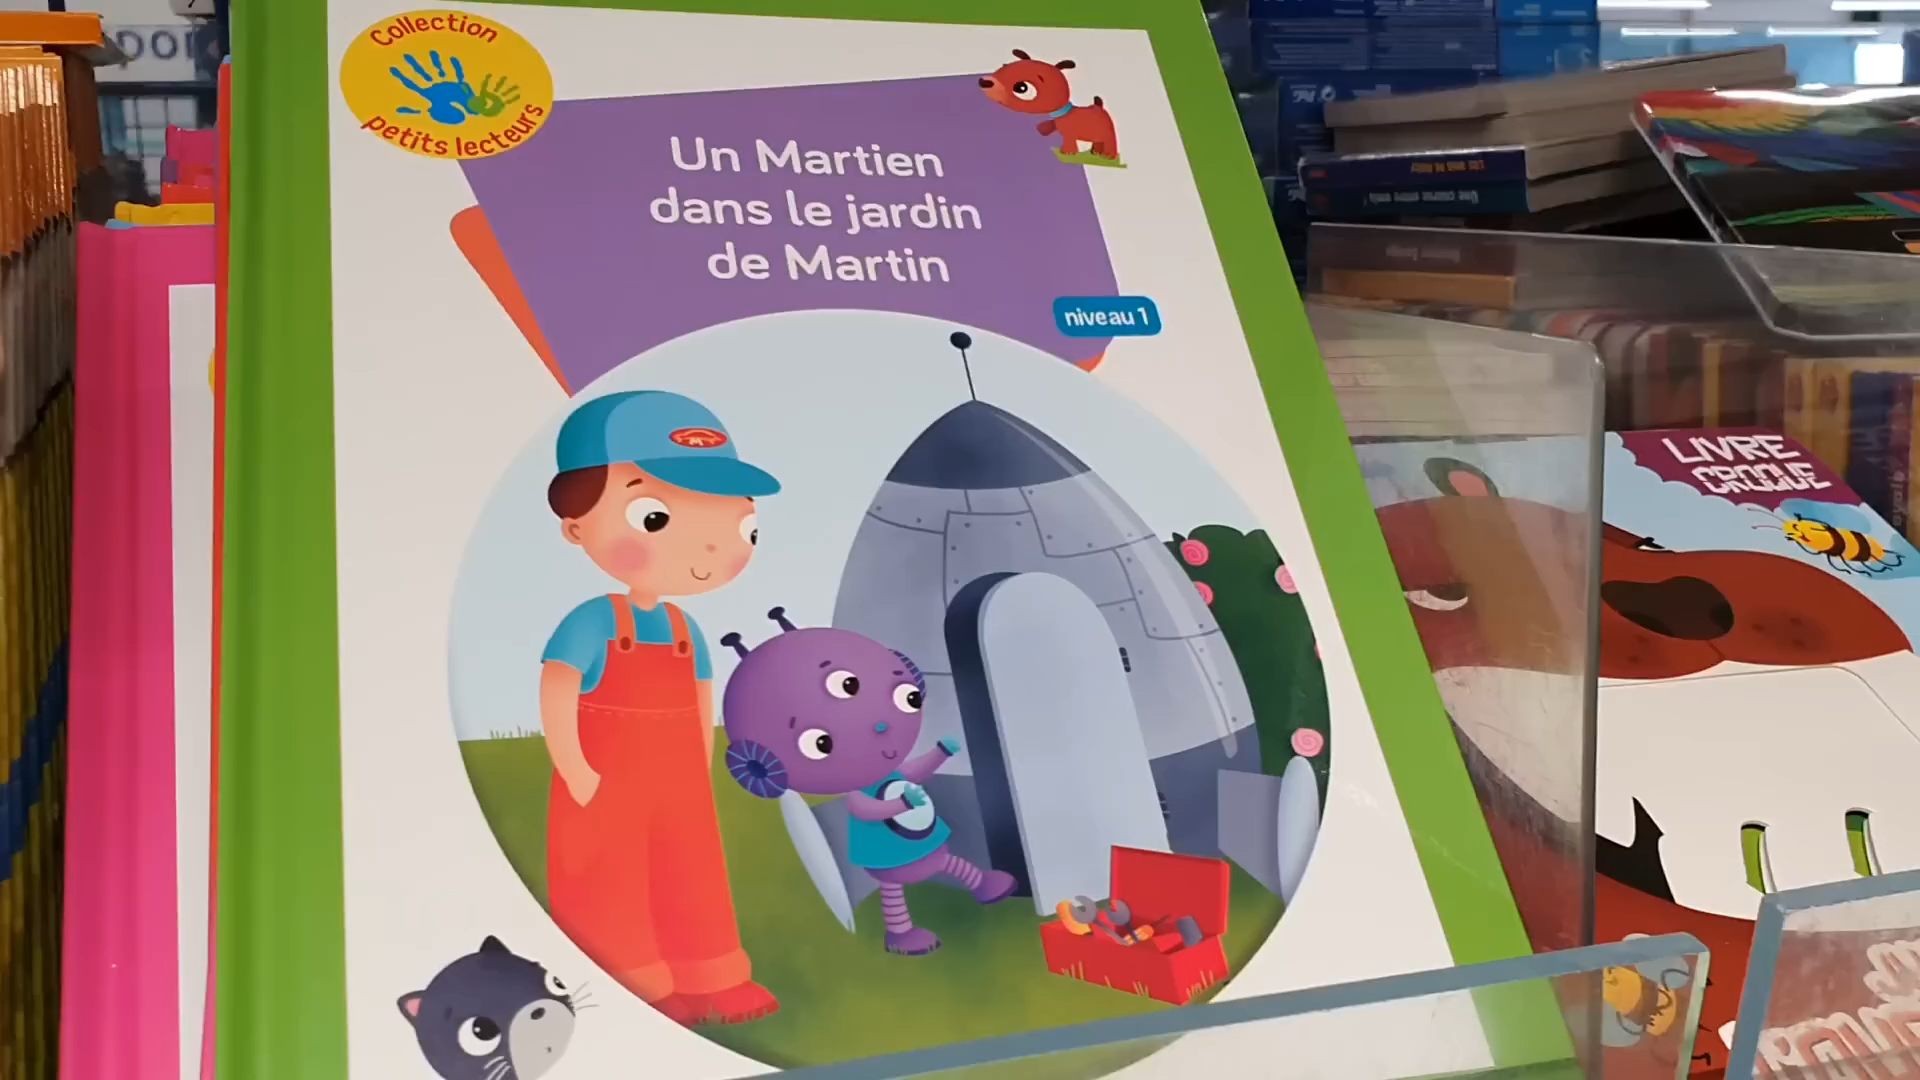 Collection
petits lecteurs
Un Martien
dans le jardin
de Martin
niveau 1
M
LIVRE
CROQUE